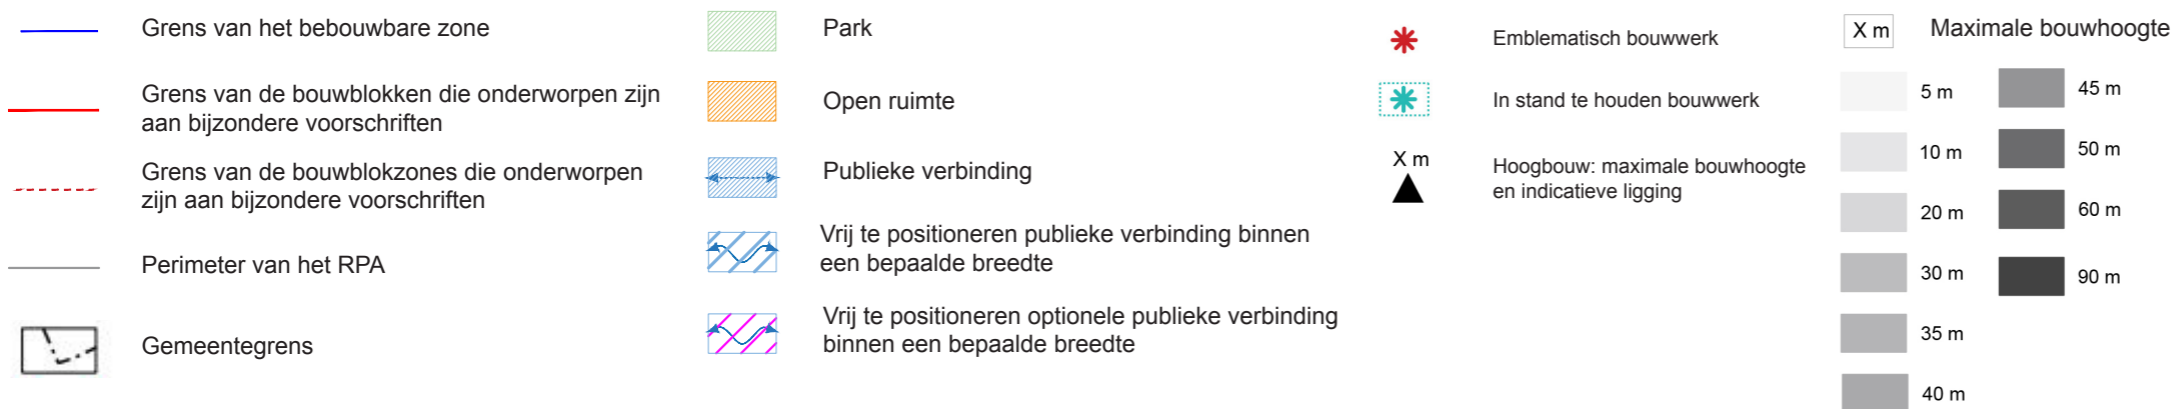 Grens van het bebouwbare zone
Grens van de bouwblokken die onderworpen zijn
aan bijzondere voorschriften
Grens van de bouwblokzones die onderworpen
zijn aan bijzondere voorschriften
Perimeter van het RPA
Gemeentegrens
Park
Open ruimte
Publieke verbinding
Vrij te positioneren publieke verbinding binnen
een bepaalde breedte
Vrij te positioneren optionele publieke verbinding
binnen een bepaalde breedte
Emblematisch bouwwerk
In stand te houden bouwwerk
X m
Hoogbouw: maximale bouwhoogte
en indicatieve ligging
X m Maximale bouwhoogte
5 m
10 m
20 m
30 m
35 m
40 m
45 m
50 m
60 m
90 m